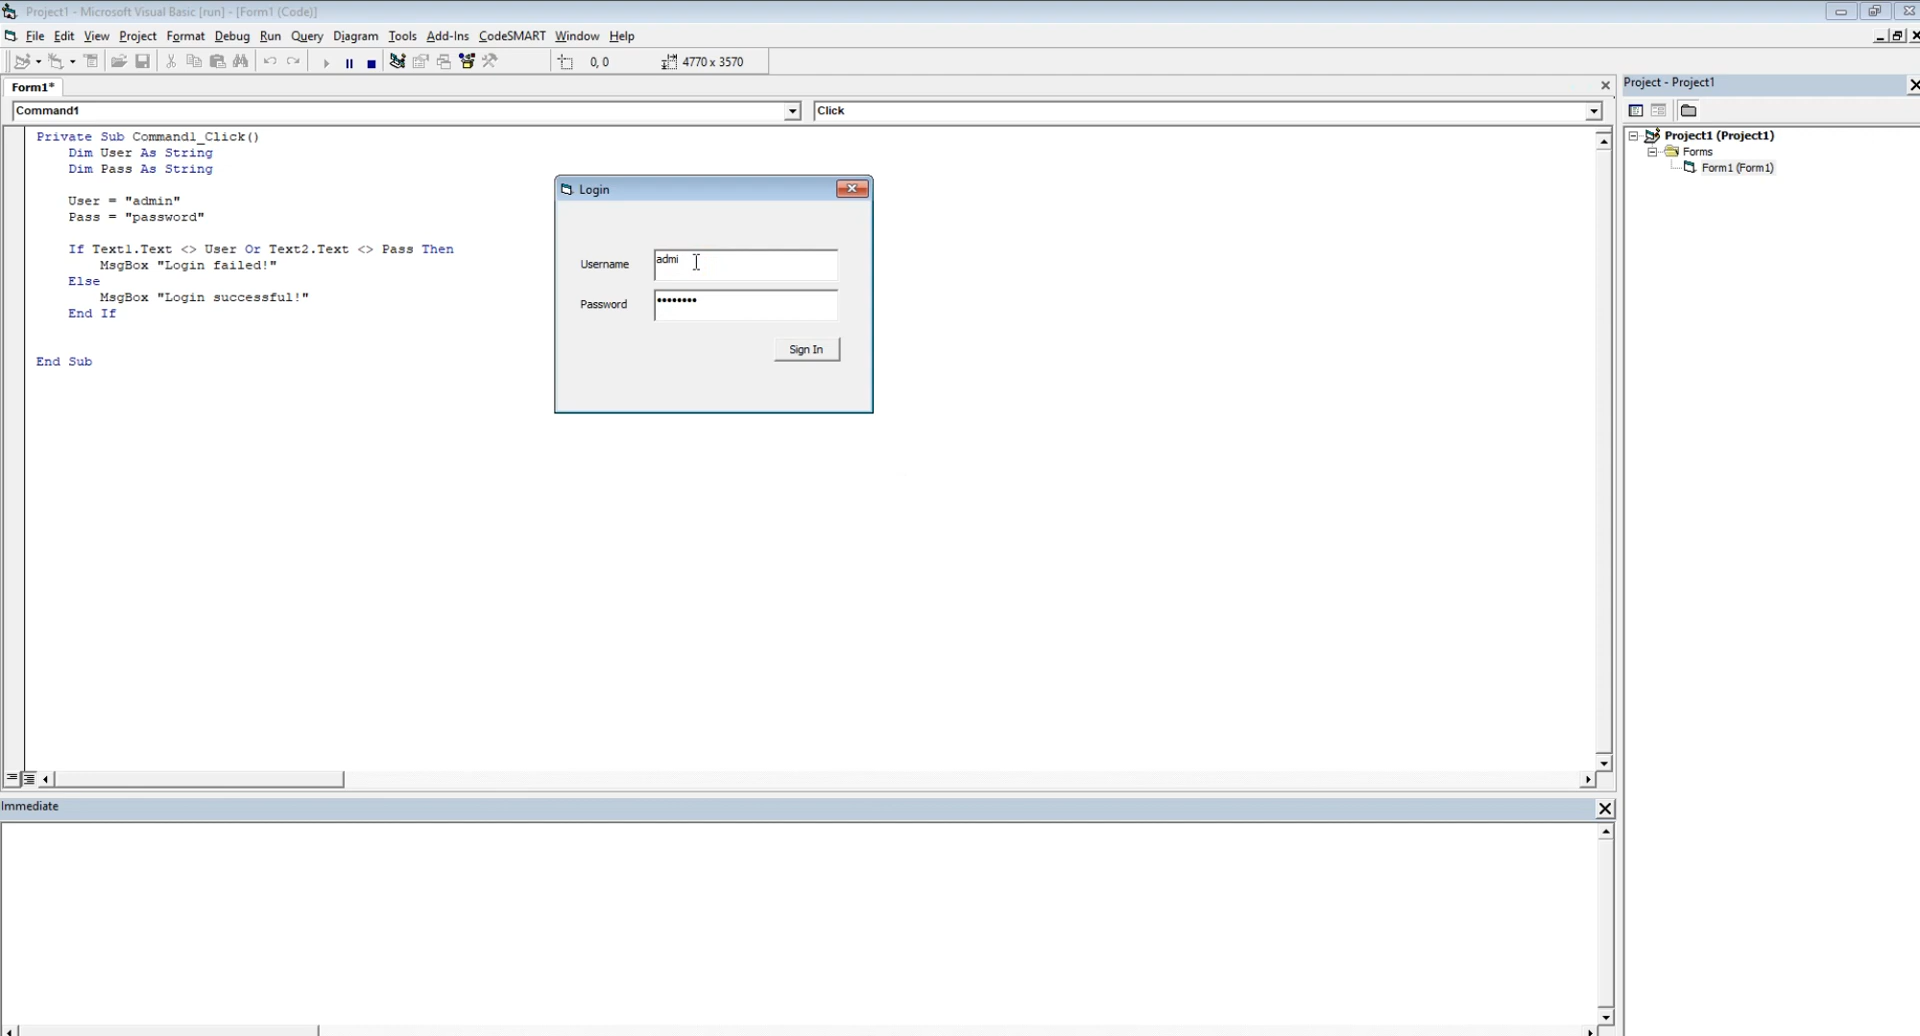 Project1 - Microsoft Visual Basic [run] - [Form1 (Code)]
File Edit View Project Format Debug Run Query Diagram Tools Add-Ins CodeSMART Window Help
0, 0 4770 x 3570
Form1*
Command1 Click
Private Sub Command1_Click()
Dim User As String
Dim Pass As String
User = "admin"
Pass = "password"
If Text1.Text <> User Or Text2.Text <> Pass Then
MsgBox "Login failed!"
Else
MsgBox "Login successful!"
End If
End Sub
Login
Username admi
Password ••••••••
Sign In
Immediate
Project - Project1
Project1 (Project1)
Forms
Form1 (Form1)